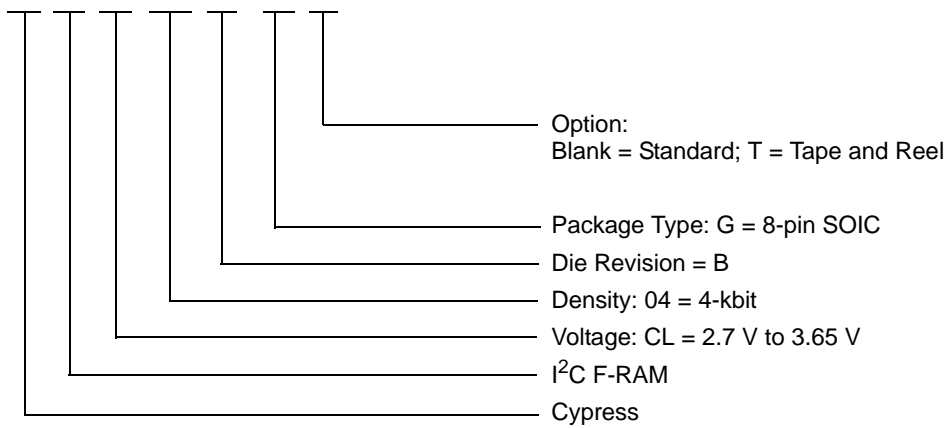 Option:
Blank = Standard; T = Tape and Reel
Package Type: G = 8-pin SOIC
Die Revision = B
Density: 04 = 4-kbit
Voltage: CL = 2.7 V to 3.65 V
I²C F-RAM
Cypress